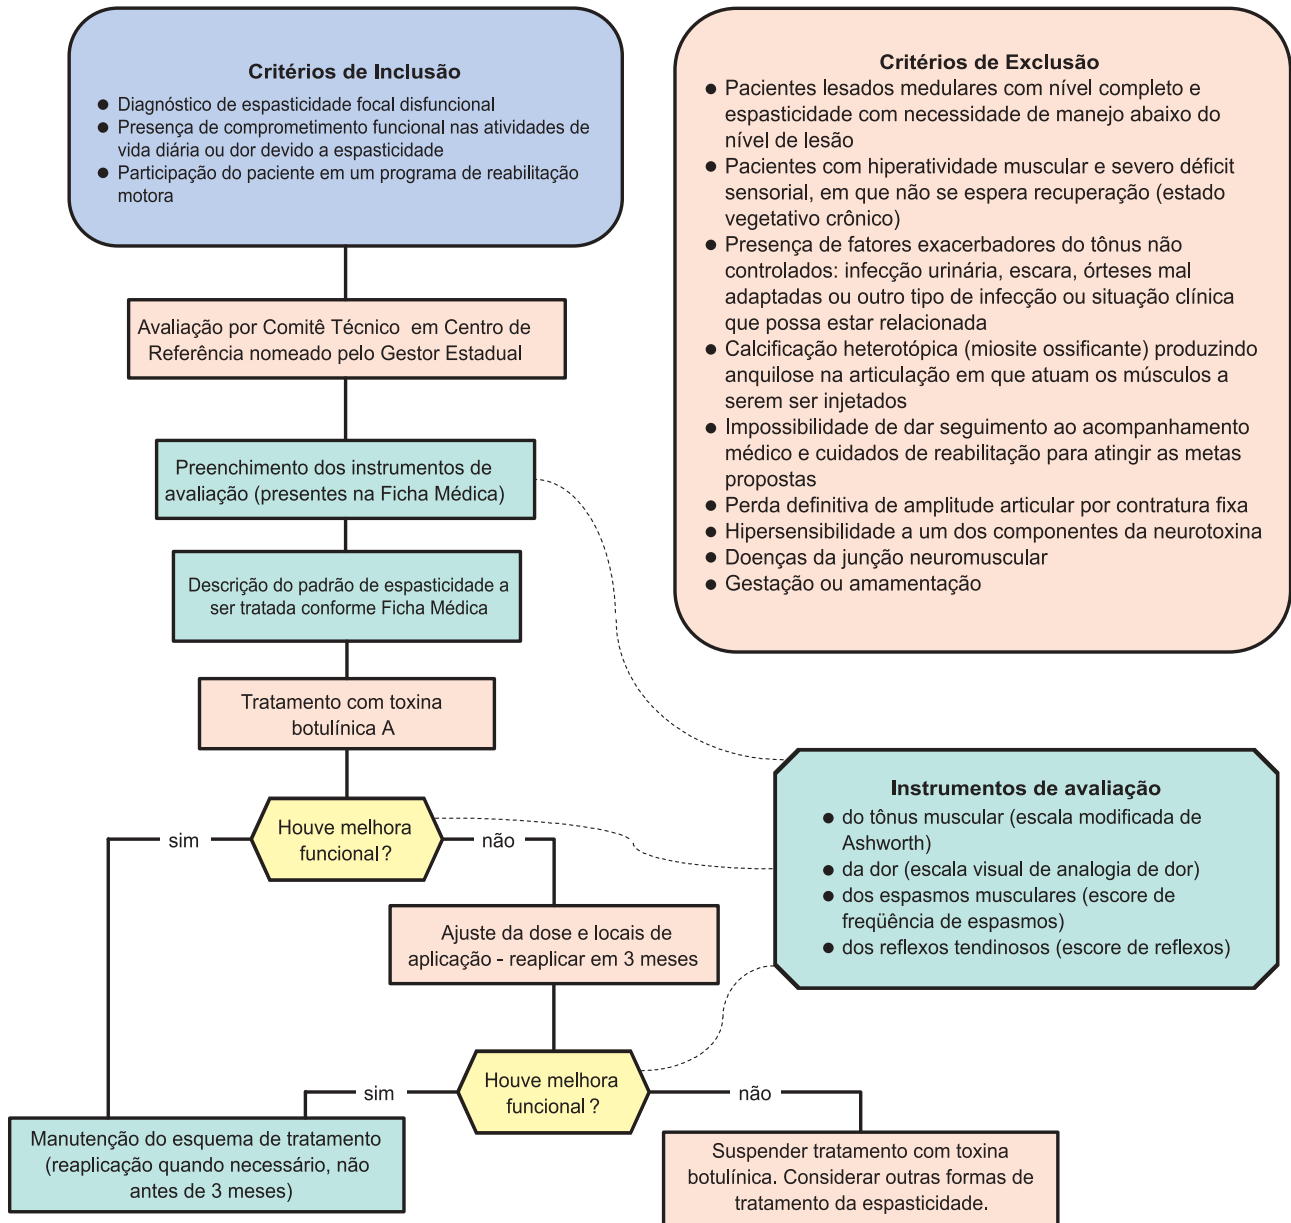 Critérios de Inclusão
● Diagnóstico de espasticidade focal disfuncional
● Presença de comprometimento funcional nas atividades de
vida diária ou dor devido a espasticidade
● Participação do paciente em um programa de reabilitação
motora
Critérios de Exclusão
● Pacientes lesados medulares com nível completo e
espasticidade com necessidade de manejo abaixo do
nível de lesão
● Pacientes com hiperatividade muscular e severo déficit
sensorial, em que não se espera recuperação (estado
vegetativo crônico)
● Presença de fatores exacerbadores do tônus não
controlados: infecção urinária, escara, órteses mal
adaptadas ou outro tipo de infecção ou situação clínica
que possa estar relacionada
● Calcificação heterotópica (miosite ossificante) produzindo
anquilose na articulação em que atuam os músculos a
serem ser injetados
● Impossibilidade de dar seguimento ao acompanhamento
médico e cuidados de reabilitação para atingir as metas
propostas
● Perda definitiva de amplitude articular por contratura fixa
● Hipersensibilidade a um dos componentes da neurotoxina
● Doenças da junção neuromuscular
● Gestação ou amamentação
Avaliação por Comitê Técnico em Centro de
Referência nomeado pelo Gestor Estadual
Preenchimento dos instrumentos de
avaliação (presentes na Ficha Médica)
Descrição do padrão de espasticidade a
ser tratada conforme Ficha Médica
Tratamento com toxina
botulínica A
Houve melhora
funcional ?
sim
não
Instrumentos de avaliação
● do tônus muscular (escala modificada de
Ashworth)
● da dor (escala visual de analogia de dor)
● dos espasmos musculares (escore de
freqüência de espasmos)
● dos reflexos tendinosos (escore de reflexos)
Ajuste da dose e locais de
aplicação - reaplicar em 3 meses
Houve melhora
funcional ?
sim
não
Manutenção do esquema de tratamento
(reaplicação quando necessário, não
antes de 3 meses)
Suspender tratamento com toxina
botulínica. Considerar outras formas de
tratamento da espasticidade.